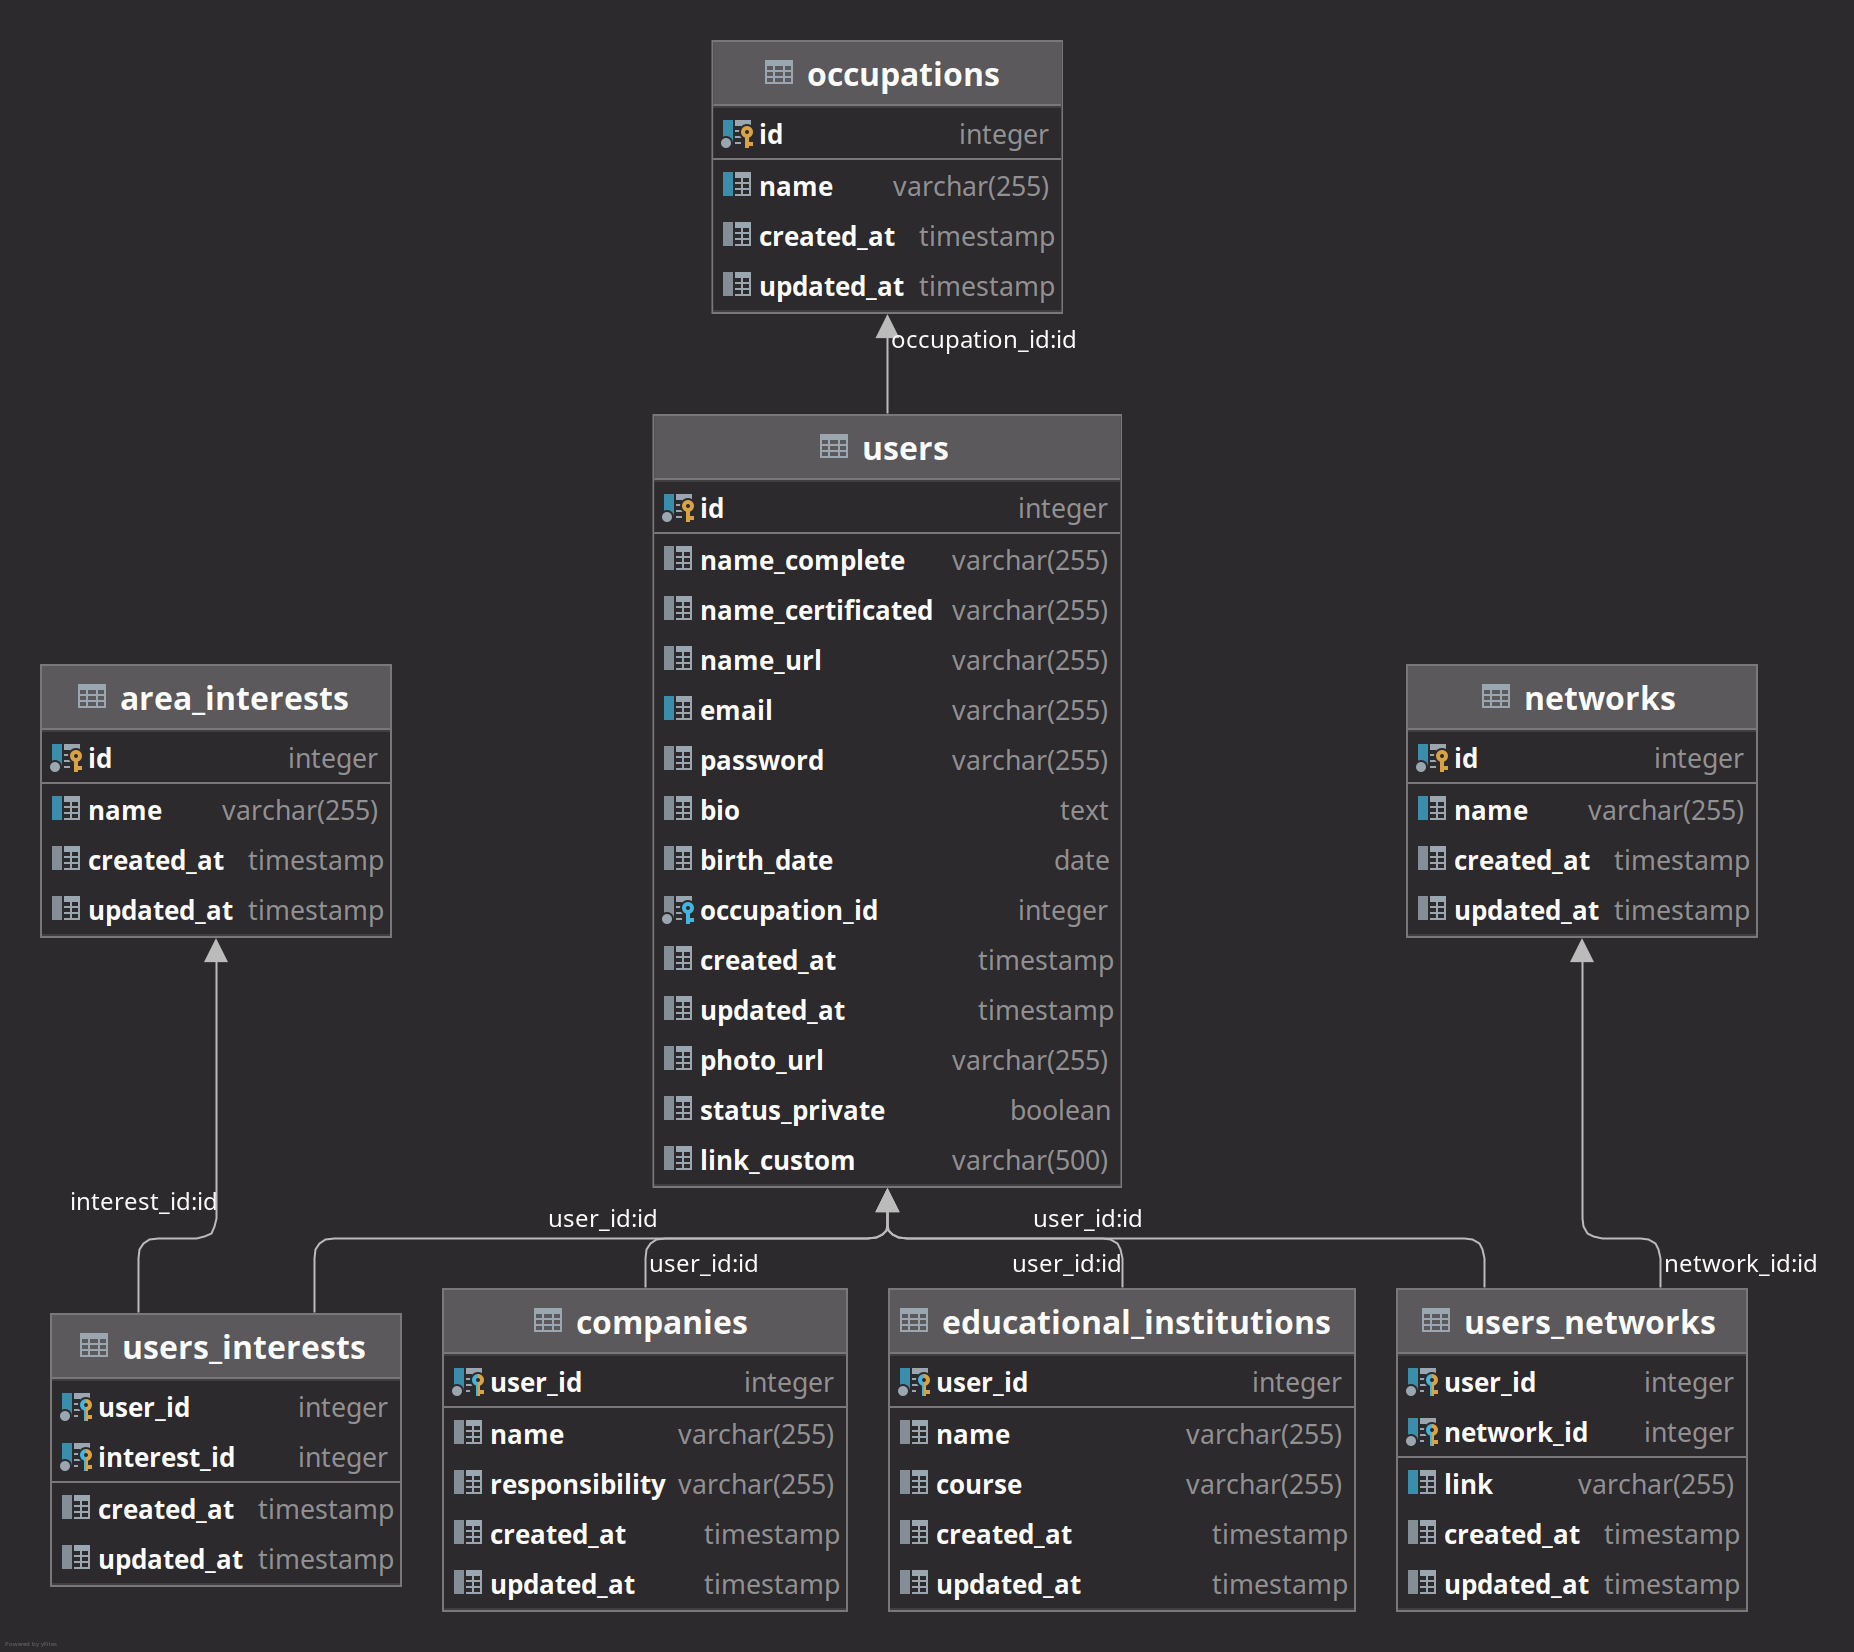 occupations
id integer
name varchar(255)
created_at timestamp
updated_at timestamp
occupation_id:id
users
id integer
name_complete varchar(255)
name_certificated varchar(255)
name_url varchar(255)
email varchar(255)
password varchar(255)
bio text
birth_date date
occupation_id integer
created_at timestamp
updated_at timestamp
photo_url varchar(255)
status_private boolean
link_custom varchar(500)
area_interests
id integer
name varchar(255)
created_at timestamp
updated_at timestamp
networks
id integer
name varchar(255)
created_at timestamp
updated_at timestamp
interest_id:id
user_id:id
user_id:id
user_id:id
user_id:id
network_id:id
users_interests
user_id integer
interest_id integer
created_at timestamp
updated_at timestamp
companies
user_id integer
name varchar(255)
responsibility varchar(255)
created_at timestamp
updated_at timestamp
educational_institutions
user_id integer
name varchar(255)
course varchar(255)
created_at timestamp
updated_at timestamp
users_networks
user_id integer
network_id integer
link varchar(255)
created_at timestamp
updated_at timestamp
Powered by yFiles